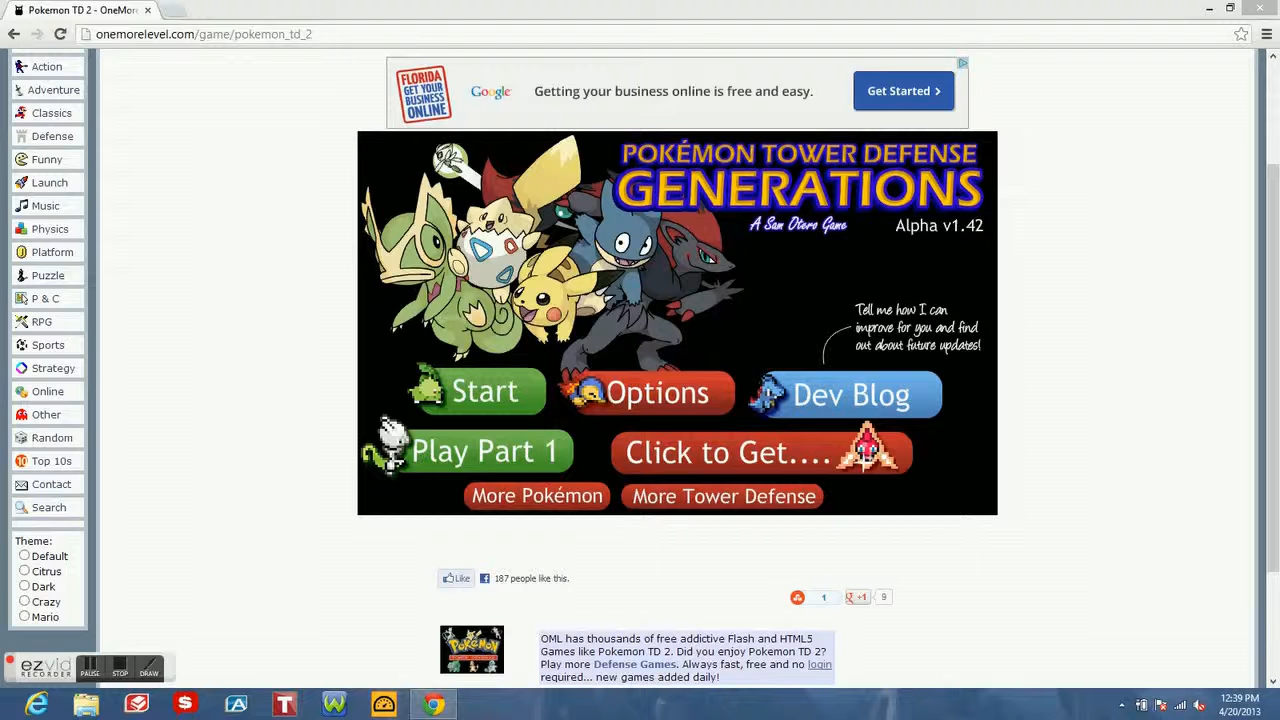 Pokemon TD 2 - OneMore
onemorelevel.com/game/pokemon_td_2
Action
Adventure
Classics
Defense
Funny
Launch
Music
Physics
Platform
Puzzle
P & C
RPG
Sports
Strategy
Online
Other
Random
Top 10s
Contact
Search
Theme:
Default
Citrus
Dark
Crazy
Mario
FLORIDA
GET YOUR
BUSINESS
ONLINE
Google
Getting your business online is free and easy.
Get Started
POKÉMON TOWER DEFENSE
GENERATIONS
A Sam Otero Game
Alpha v1.42
Tell me how I can
improve for you and find
out about future updates!
Start
Options
Dev Blog
Play Part 1
Click to Get....
More Pokémon
More Tower Defense
Like
187 people like this.
1
+1
9
OML has thousands of free addictive Flash and HTML5
Games like Pokemon TD 2. Did you enjoy Pokemon TD 2?
Play more Defense Games. Always fast, free and no login
required... new games added daily!
ezvid
RECORDER
PAUSE
STOP
DRAW
12:39 PM
4/20/2013